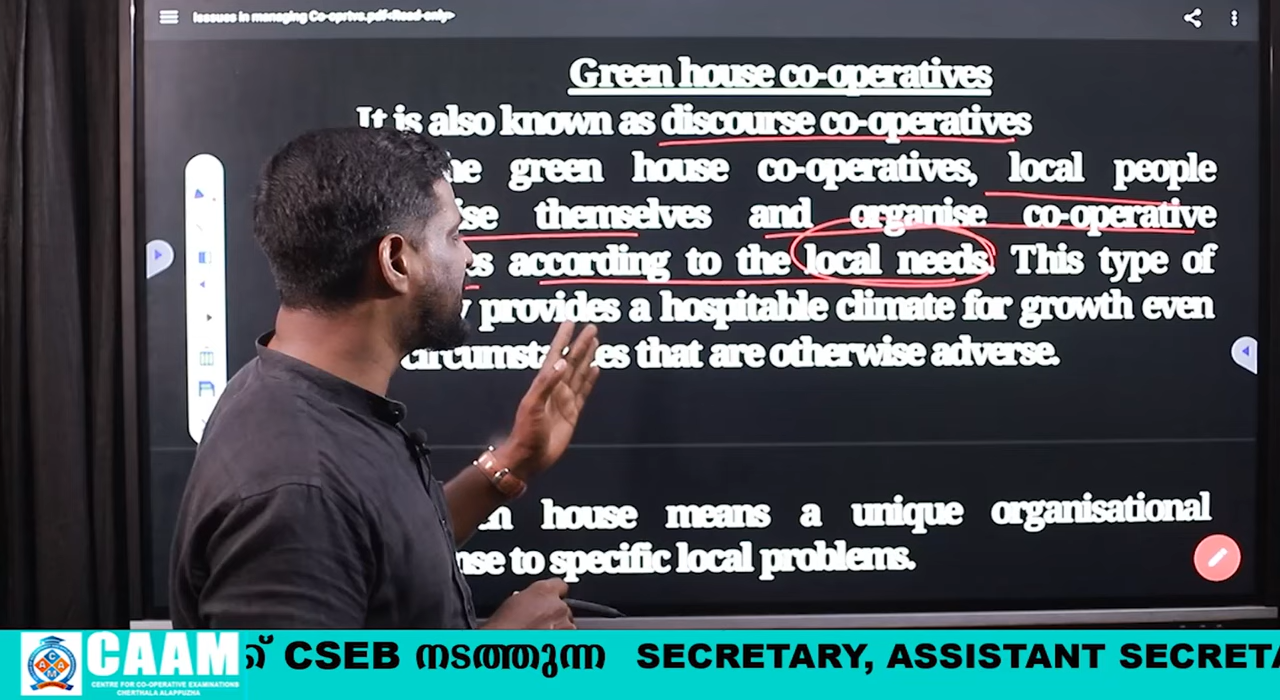 Issues in managing Co-oprtvs.pdf<Read-only>
Green house co-operatives
It is also known as discourse co-operatives
green house co-operatives, local people
themselves and organise co-operative
according to the local needs. This type of
provides a hospitable climate for growth even
circumstances that are otherwise adverse.
house means a unique organisational
to specific local problems.
CAAM
CENTRE FOR CO-OPERATIVE EXAMINATIONS
CHERTHALA ALAPPUZHA
CSEB നടത്തുന്ന SECRETARY, ASSISTANT